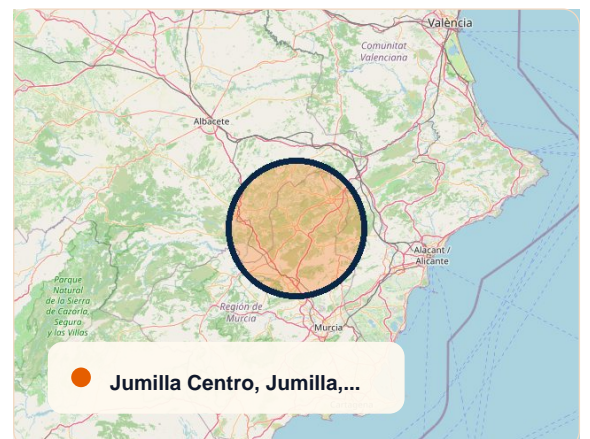 València
Comunitat
Valenciana
Albacete
Alacant /
Alicante
Parque
Natural
de la Sierra
de Cazorla,
Segura
y las Villas
Región de
Murcia
Murcia
Jumilla Centro, Jumilla,...